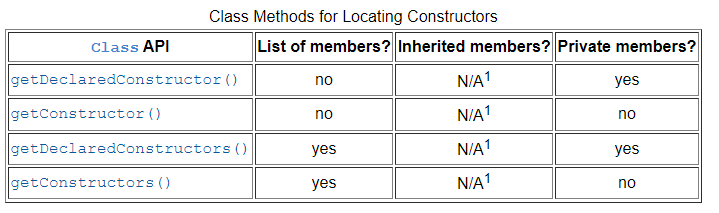 Class Methods for Locating Constructors
Class API List of members? Inherited members? Private members?
getDeclaredConstructor() no N/A1 yes
getConstructor() no N/A1 no
getDeclaredConstructors() yes N/A1 yes
getConstructors() yes N/A1 no